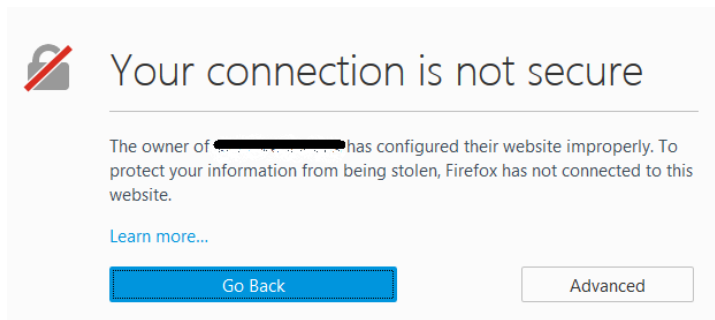 Your connection is not secure
The owner of has configured their website improperly. To
protect your information from being stolen, Firefox has not connected to this
website.
Learn more...
Go Back
Advanced